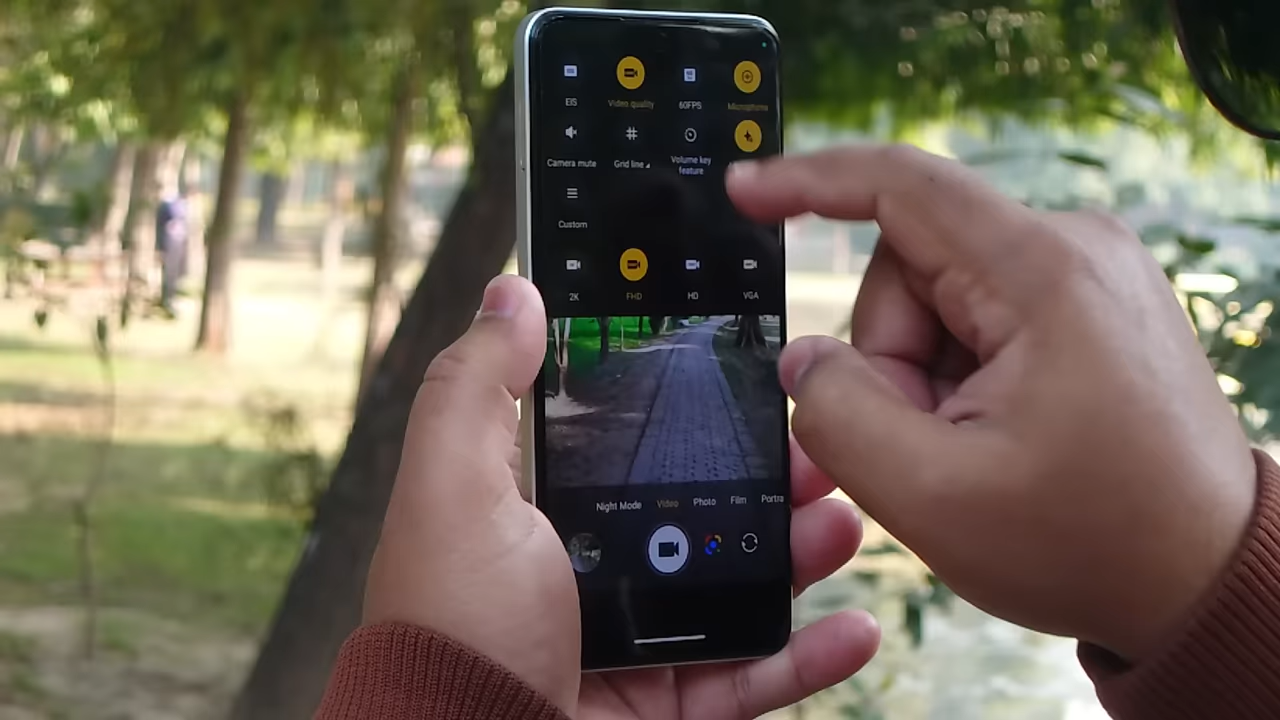 EIS
Video quality
60FPS
Microphone
Camera mute
Grid line
Volume key
feature
Custom
2K
FHD
HD
VGA
Night Mode
Video
Photo
Film
Portra